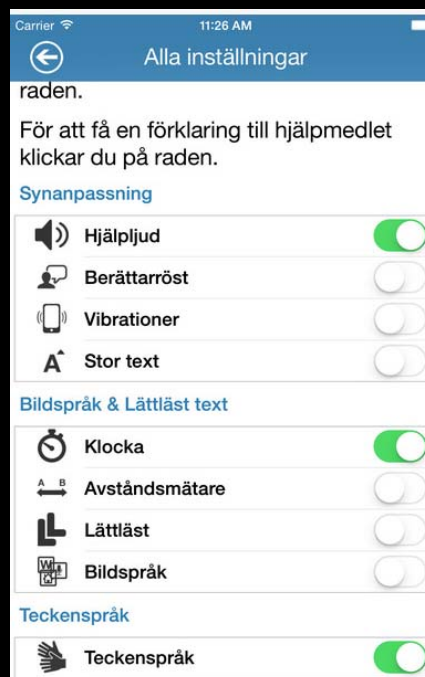 Carrier 11:26 AM
Alla inställningar
raden.
För att få en förklaring till hjälpmedlet
klickar du på raden.
Synanpassning
Hjälpljud
Berättarröst
Vibrationer
A Stor text
Bildspråk & Lättläst text
Klocka
A B Avståndsmätare
LL Lättläst
W Bildspråk
Teckenspråk
Teckenspråk